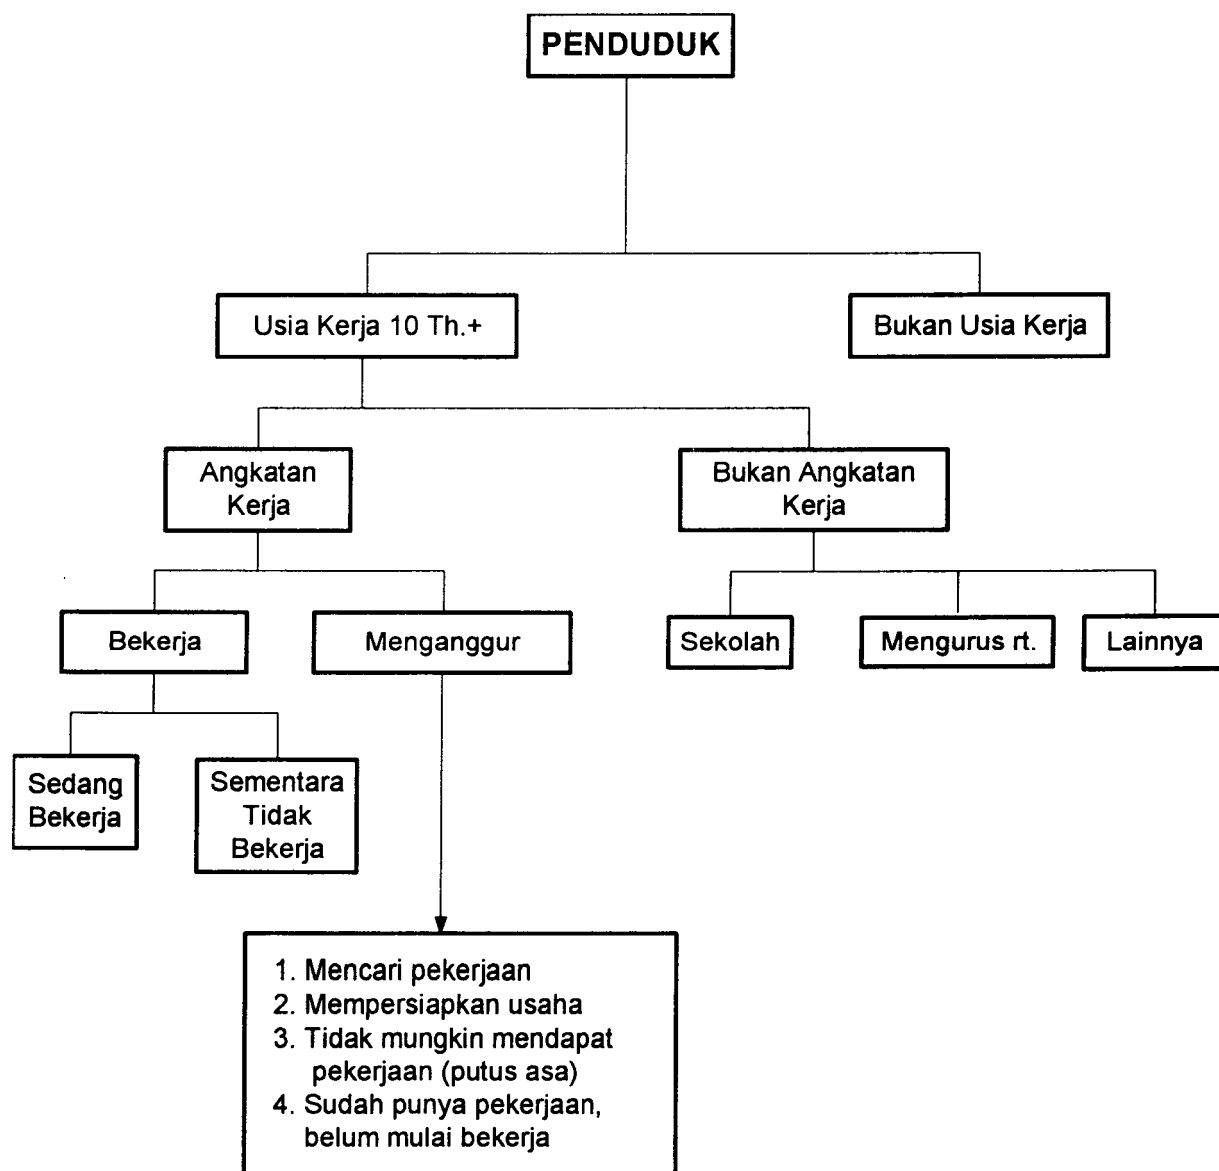 PENDUDUK
Usia Kerja 10 Th.+
Bukan Usia Kerja
Angkatan
Kerja
Bukan Angkatan
Kerja
Bekerja
Menganggur
Sekolah
Mengurus rt.
Lainnya
Sedang
Bekerja
Sementara
Tidak
Bekerja
1. Mencari pekerjaan
2. Mempersiapkan usaha
3. Tidak mungkin mendapat
pekerjaan (putus asa)
4. Sudah punya pekerjaan,
belum mulai bekerja